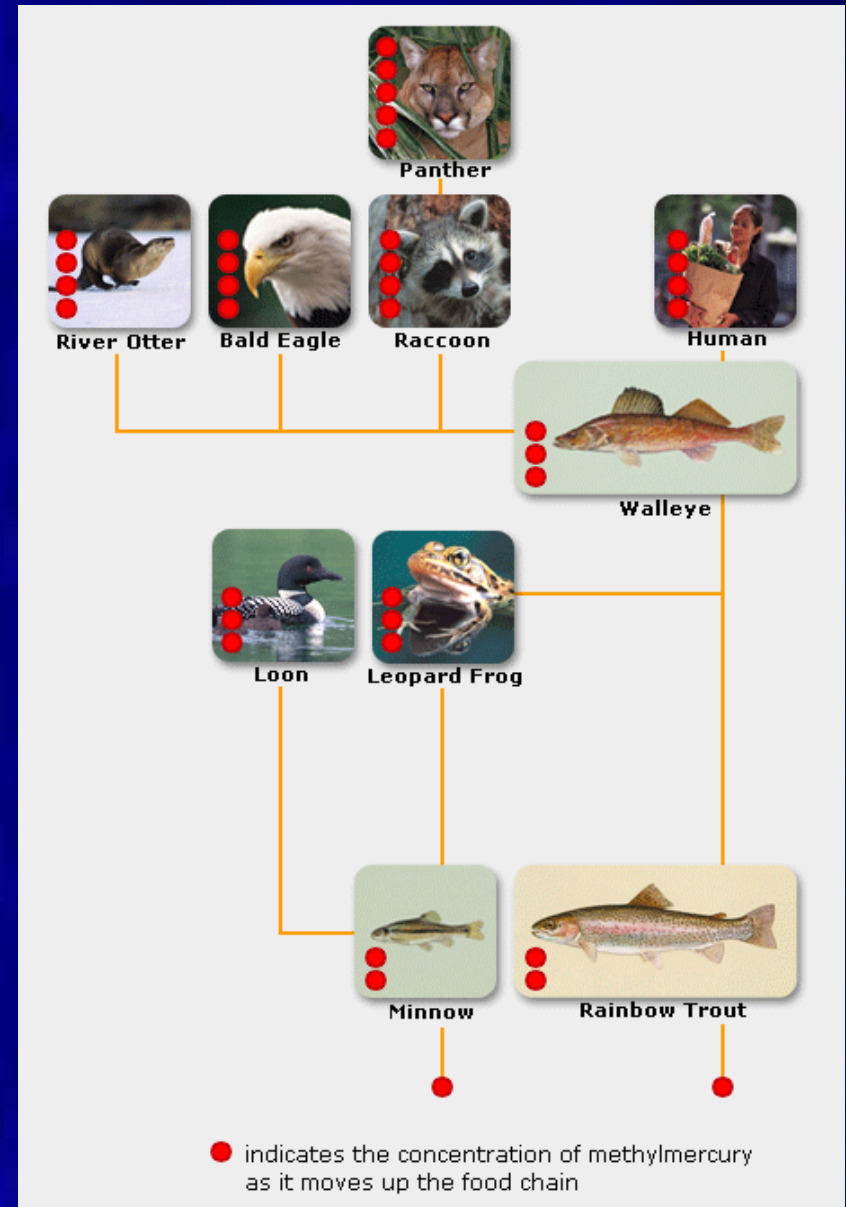 Panther
River Otter
Bald Eagle
Raccoon
Human
Walleye
Loon
Leopard Frog
Minnow
Rainbow Trout
indicates the concentration of methylmercury
as it moves up the food chain